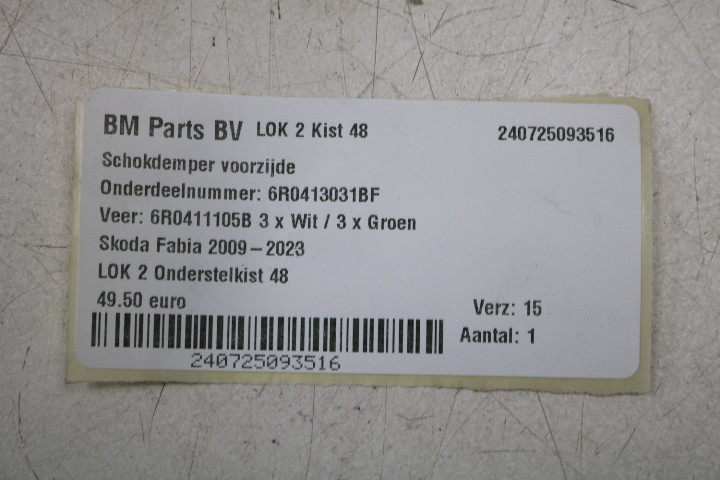 BM Parts BV LOK 2 Kist 48 240725093516
Schokdemper voorzijde
Onderdeelnummer: 6R0413031BF
Veer: 6R0411105B 3 x Wit / 3 x Groen
Skoda Fabia 2009-2023
LOK 2 Onderstelkist 48
49.50 euro Verz: 15
Aantal: 1
240725093516